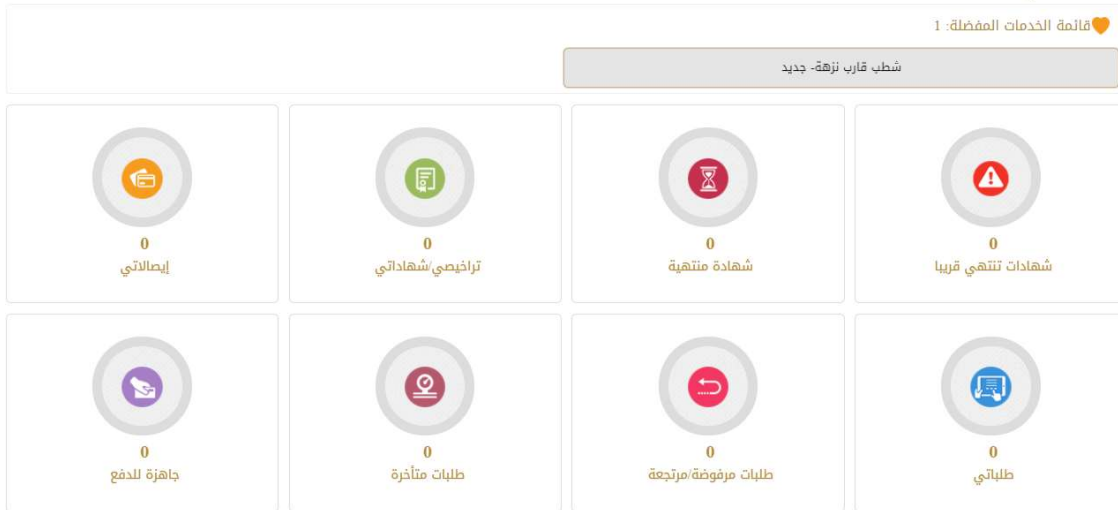 قائمة الخدمات المفضلة: 1
شطب قارب نزهة- جديد
0
شهادات تنتهي قريبا
0
شهادة منتهية
0
تراخيصي/شهاداتي
0
إيصالاتي
0
طلباتي
0
طلبات مرفوضة/مرتجعة
0
طلبات متأخرة
0
جاهزة للدفع